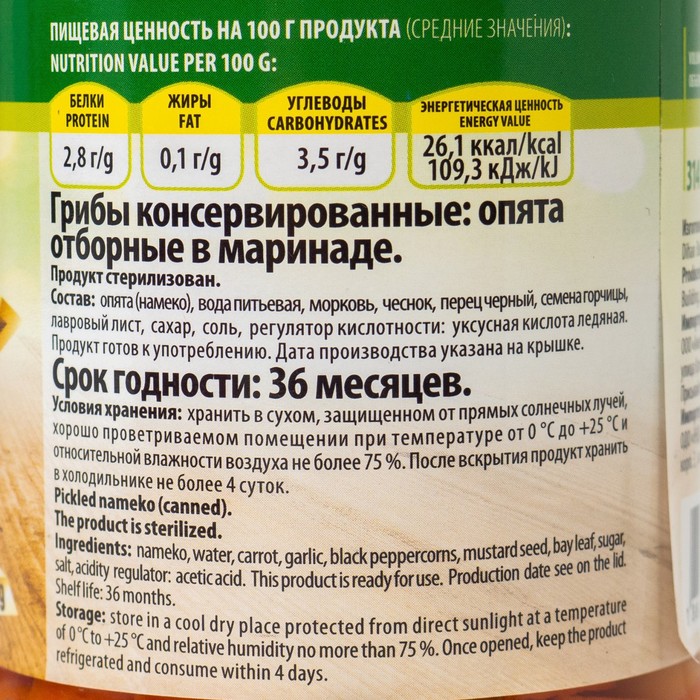 ПИЩЕВАЯ ЦЕННОСТЬ НА 100 Г ПРОДУКТА (СРЕДНИЕ ЗНАЧЕНИЯ):
NUTRITION VALUE PER 100 G:
БЕЛКИ
PROTEIN
2,8 г/g
ЖИРЫ
FAT
0,1 г/g
УГЛЕВОДЫ
CARBOHYDRATES
3,5 г/g
ЭНЕРГЕТИЧЕСКАЯ ЦЕННОСТЬ
ENERGY VALUE
26,1 ккал/kcal
109,3 кДж/kJ
Грибы консервированные: опята
отборные в маринаде.
Продукт стерилизован.
Состав: опята (намеко), вода питьевая, морковь, чеснок, перец черный, семена горчицы,
лавровый лист, сахар, соль, регулятор кислотности: уксусная кислота ледяная.
Продукт готов к употреблению. Дата производства указана на крышке.
Срок годности: 36 месяцев.
Условия хранения: хранить в сухом, защищенном от прямых солнечных лучей,
хорошо проветриваемом помещении при температуре от 0 °C до +25 °C и
относительной влажности воздуха не более 75 %. После вскрытия продукт хранить
в холодильнике не более 4 суток.
Pickled nameko (canned).
The product is sterilized.
Ingredients: nameko, water, carrot, garlic, black peppercorns, mustard seed, bay leaf, sugar,
salt, acidity regulator: acetic acid. This product is ready for use. Production date see on the lid.
Shelf life: 36 months.
Storage: store in a cool dry place protected from direct sunlight at a temperature
of 0 °C to +25 °C and relative humidity no more than 75 %. Once opened, keep the product
refrigerated and consume within 4 days.